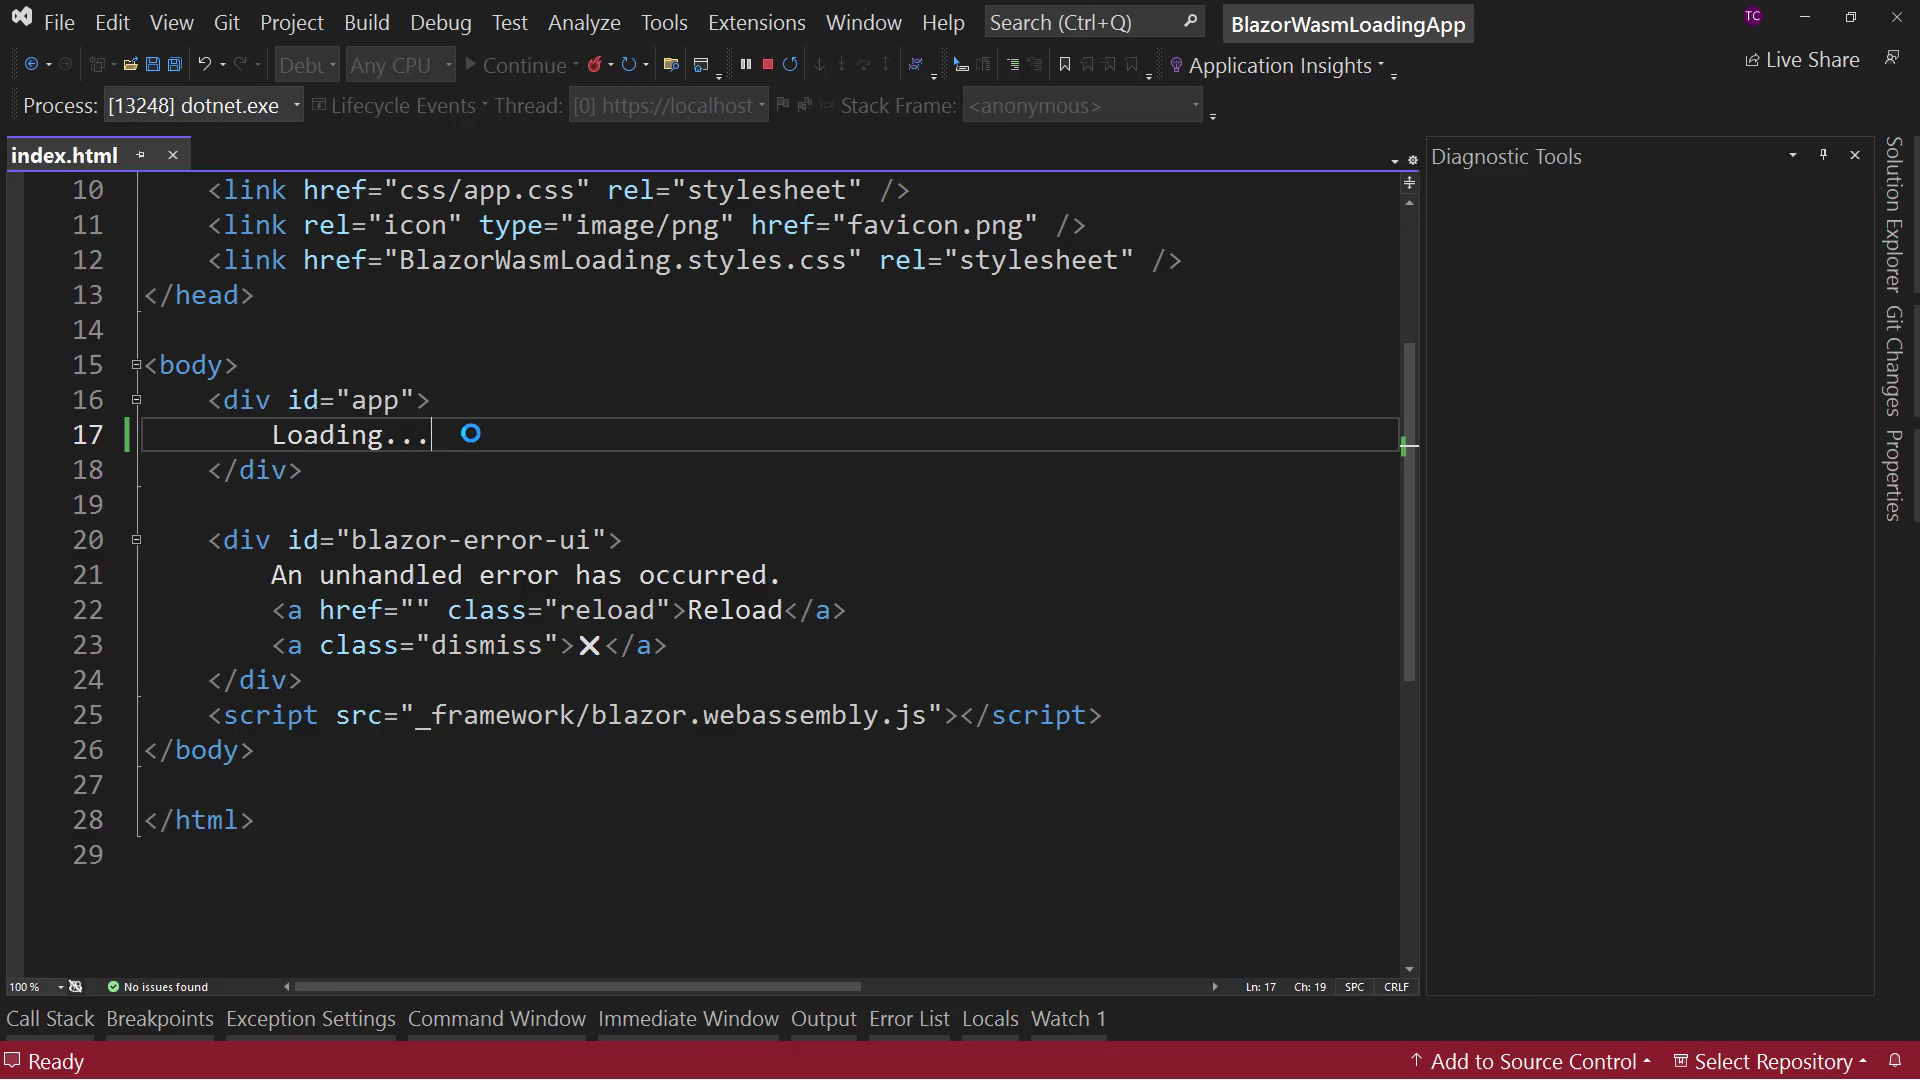 File Edit View Git Project Build Debug Test Analyze Tools Extensions Window Help Search (Ctrl+Q) BlazorWasmLoadingApp TC
Debu Any CPU Continue Application Insights Live Share
Process: [13248] dotnet.exe Lifecycle Events Thread: [0] https://localhost Stack Frame: <anonymous>
index.html
Diagnostic Tools
10 <link href="css/app.css" rel="stylesheet" />
11 <link rel="icon" type="image/png" href="favicon.png" />
12 <link href="BlazorWasmLoading.styles.css" rel="stylesheet" />
13 </head>
14
15 <body>
16 <div id="app">
17 Loading...
18 </div>
19
20 <div id="blazor-error-ui">
21 An unhandled error has occurred.
22 <a href="" class="reload">Reload</a>
23 <a class="dismiss">🗙</a>
24 </div>
25 <script src="_framework/blazor.webassembly.js"></script>
26 </body>
27
28 </html>
29
Solution Explorer
Git Changes
Properties
100 % No issues found Ln: 17 Ch: 19 SPC CRLF
Call Stack Breakpoints Exception Settings Command Window Immediate Window Output Error List Locals Watch 1
Ready Add to Source Control Select Repository